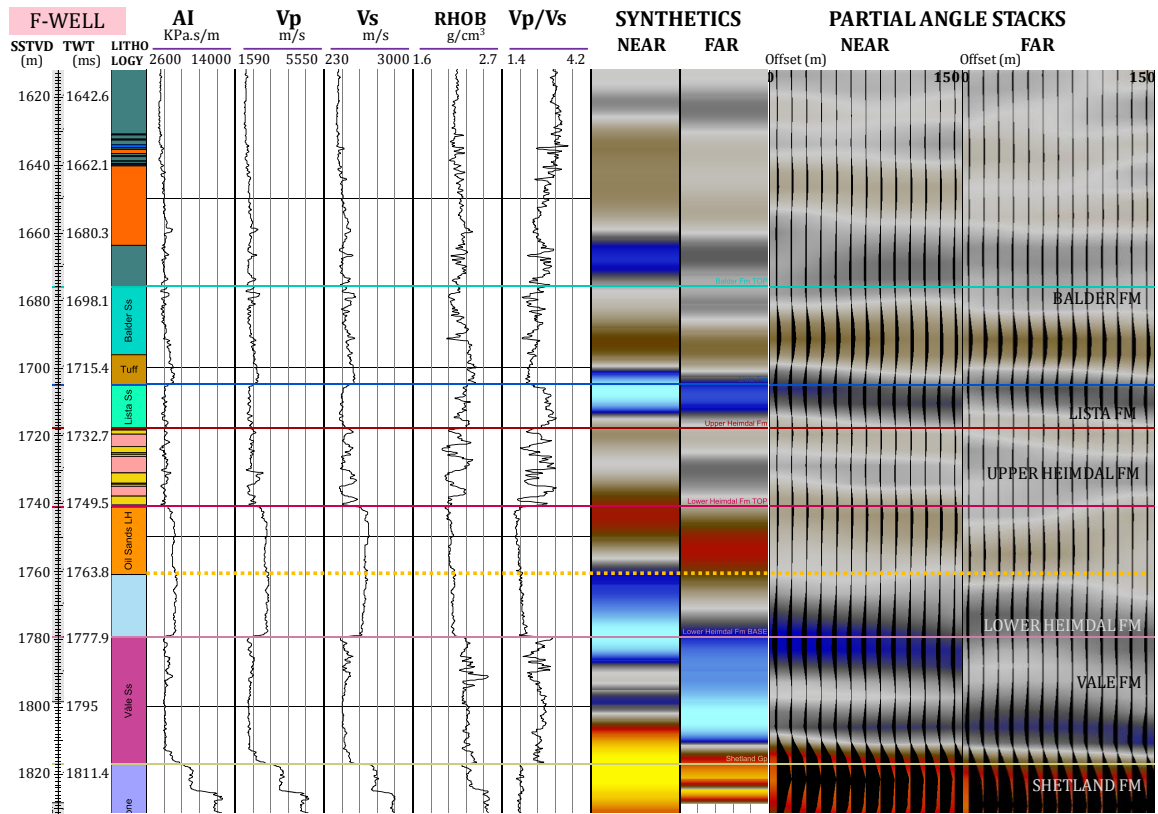 F-WELL
AI
Vp
Vs
RHOB
Vp/Vs
SYNTHETICS
PARTIAL ANGLE STACKS
KPa.s/m
m/s
m/s
g/cm³
NEAR
FAR
NEAR
FAR
SSTVD TWT LITHO
(m) (ms) LOGY
2600 14000
1590 5550
230 3000
1.6 2.7
1.4 4.2
Offset (m)
Offset (m)
0 1500 150
1620 1642.6
1640 1662.1
1660 1680.3
Balder Fm TOP
1680 1698.1
BALDER FM
Balder Ss
1700 1715.4
Tuff
Lista Ss
LISTA FM
Upper Heimdal Fm
1720 1732.7
UPPER HEIMDAL FM
1740 1749.5
Lower Heimdal Fm TOP
Oil Sands LH
1760 1763.8
LOWER HEIMDAL FM
Lower Heimdal Fm BASE
1780 1777.9
VALE FM
Våle Ss
1800 1795
Shetland Gp
1820 1811.4
SHETLAND FM
one